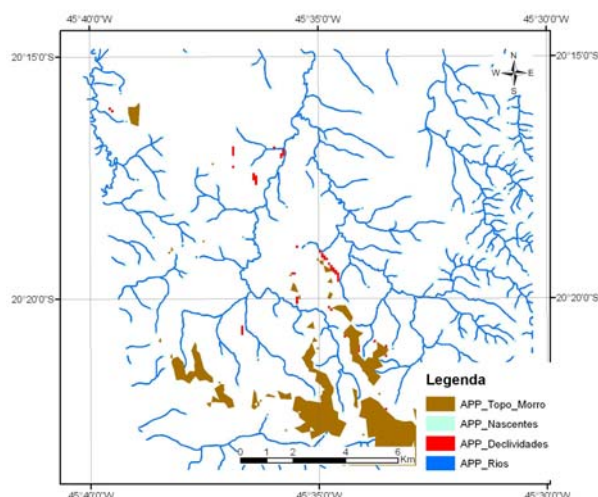 45°40'0"W 45°35'0"W 45°30'0"W
20°15'0"S 20°15'0"S
N
W E
S
20°20'0"S 20°20'0"S
Legenda
APP_Topo_Morro
APP_Nascentes
APP_Declividades
APP_Rios
0 1 2 4 6
Km
45°40'0"W 45°35'0"W 45°30'0"W